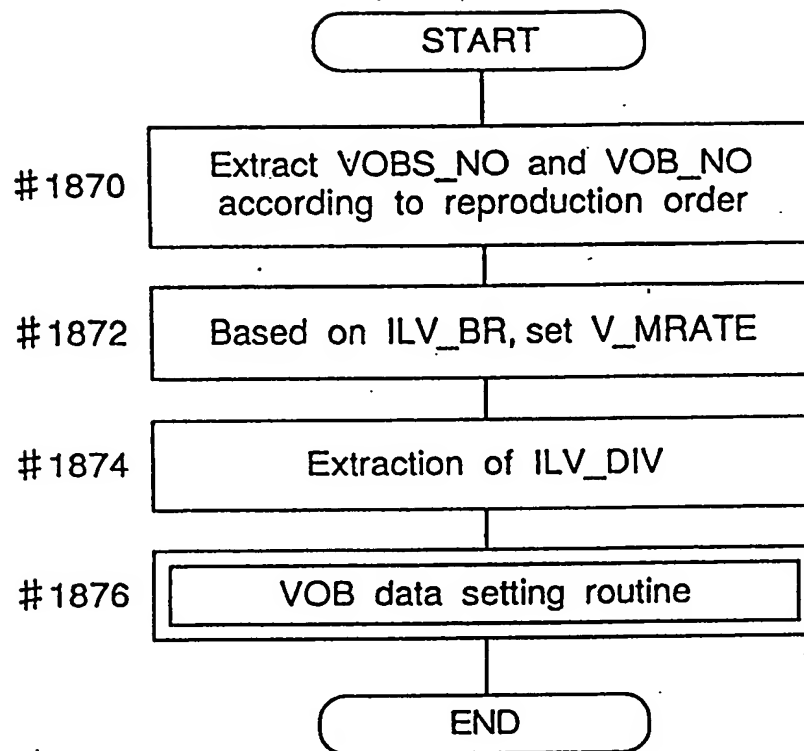 START
#1870
Extract VOBS_NO and VOB_NO
according to reproduction order
#1872
Based on ILV_BR, set V_MRATE
#1874
Extraction of ILV_DIV
#1876
VOB data setting routine
END